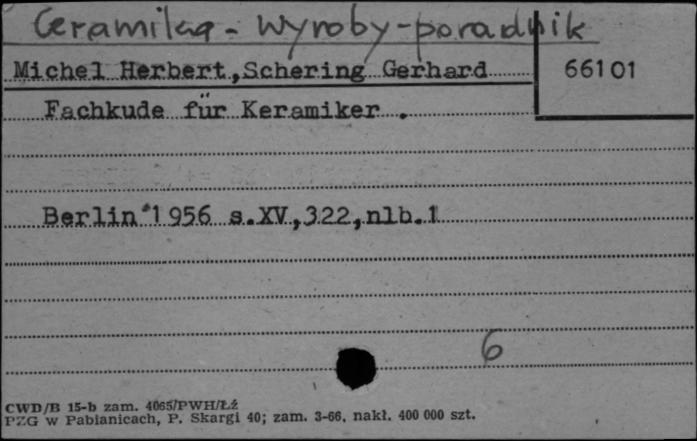 Ceramika - wyroby - poradnik
Michel Herbert,Schering Gerhard
66101
Fachkude für Keramiker .
Berlin 1956 s.XV,322,nlb.1
6
CWD/B 15-b zam. 4065/PWH/Łż
PZG w Pabianicach, P. Skargi 40; zam. 3-66, nakł. 400 000 szt.